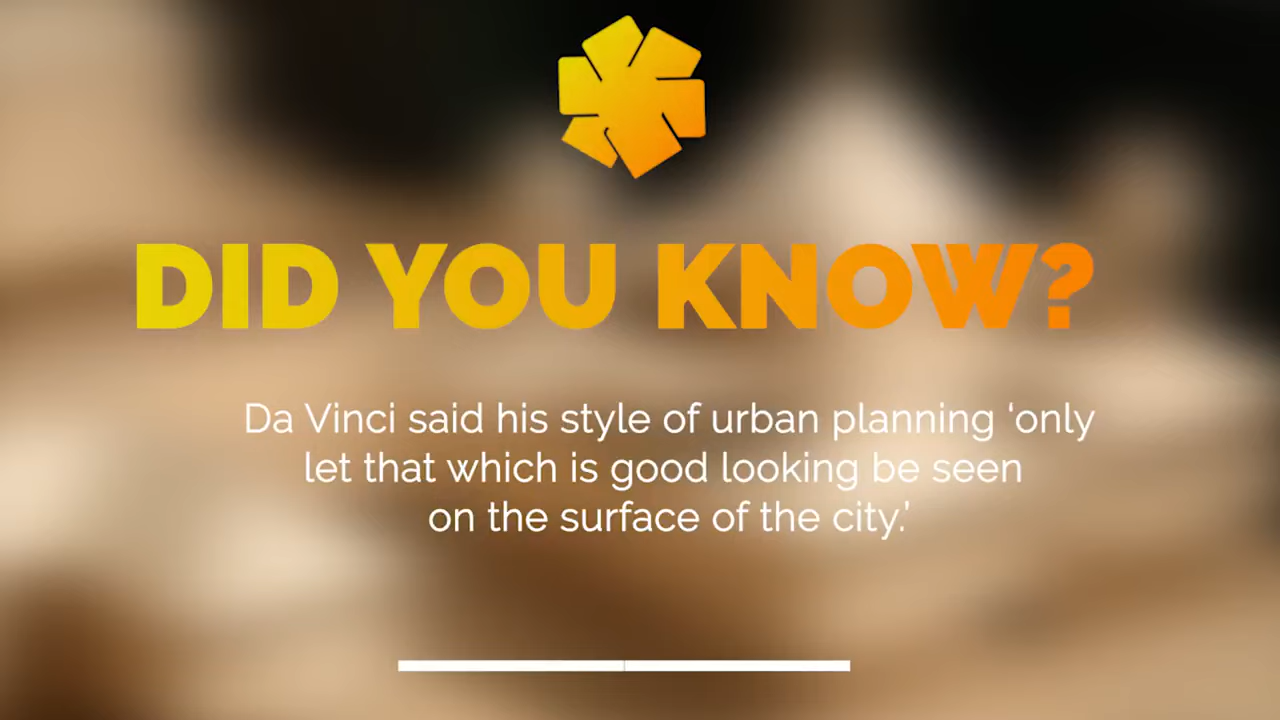 DID YOU KNOW?
Da Vinci said his style of urban planning ‘only
let that which is good looking be seen
on the surface of the city.’